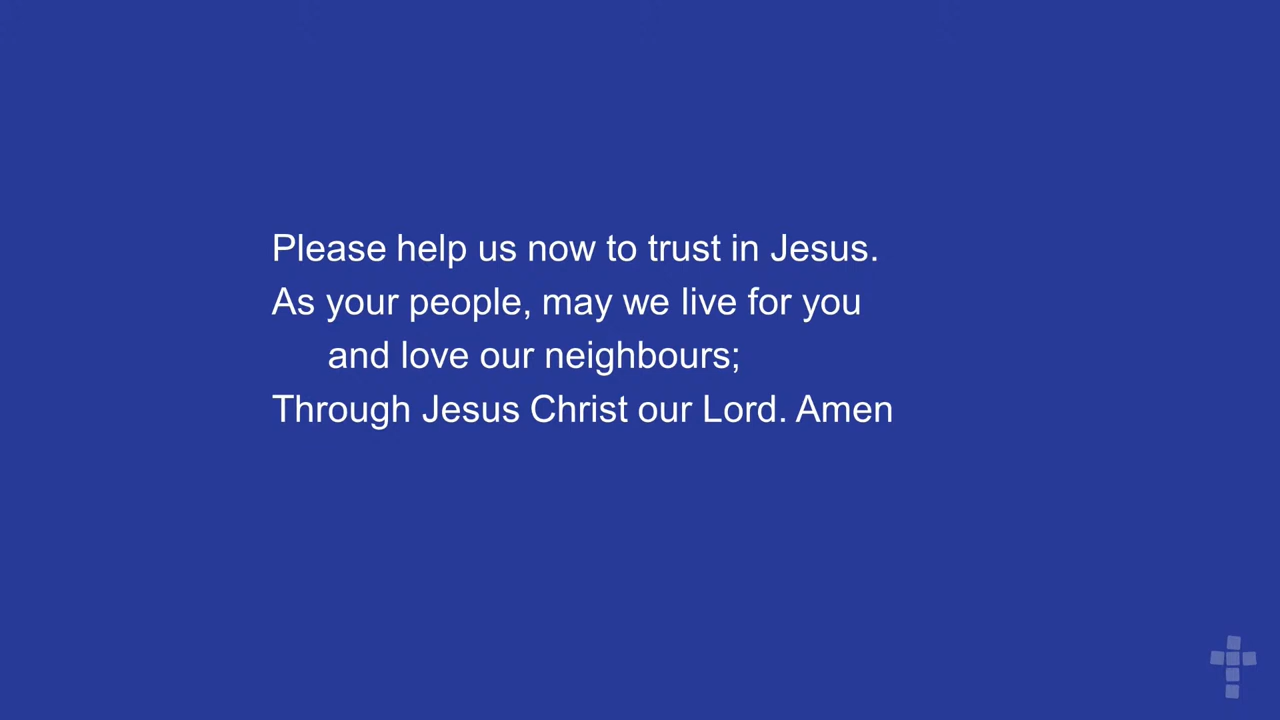 Please help us now to trust in Jesus.
As your people, may we live for you
and love our neighbours;
Through Jesus Christ our Lord. Amen